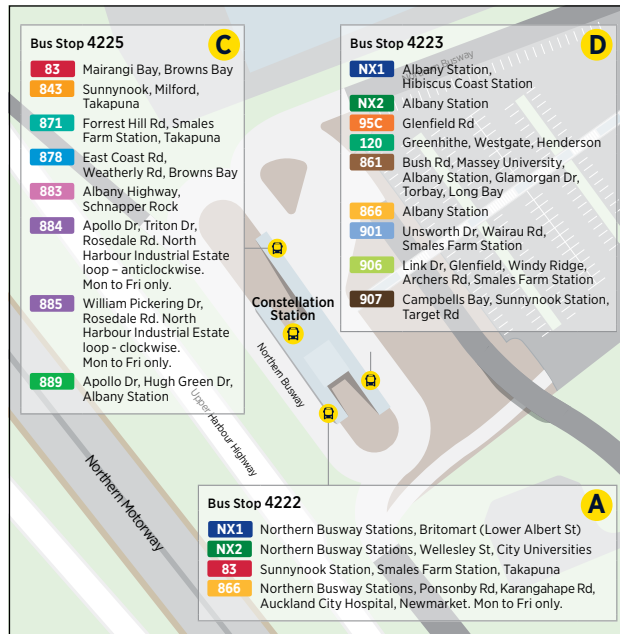 Bus Stop 4225
C
83 Mairangi Bay, Browns Bay
843 Sunnynook, Milford,
Takapuna
871 Forrest Hill Rd, Smales
Farm Station, Takapuna
878 East Coast Rd,
Weatherly Rd, Browns Bay
883 Albany Highway,
Schnapper Rock
884 Apollo Dr, Triton Dr,
Rosedale Rd. North
Harbour Industrial Estate
loop – anticlockwise.
Mon to Fri only.
885 William Pickering Dr,
Rosedale Rd. North
Harbour Industrial Estate
loop - clockwise.
Mon to Fri only.
889 Apollo Dr, Hugh Green Dr,
Albany Station
Bus Stop 4223
D
Busway
NX1 Albany Station,
Hibiscus Coast Station
NX2 Albany Station
95C Glenfield Rd
120 Greenhithe, Westgate, Henderson
861 Bush Rd, Massey University,
Albany Station, Glamorgan Dr,
Torbay, Long Bay
866 Albany Station
901 Unsworth Dr, Wairau Rd,
Smales Farm Station
906 Link Dr, Glenfield, Windy Ridge,
Archers Rd, Smales Farm Station
907 Campbells Bay, Sunnynook Station,
Target Rd
Constellation
Station
Northern Busway
Upper Harbour Highway
Northern Motorway
Bus Stop 4222
A
NX1 Northern Busway Stations, Britomart (Lower Albert St)
NX2 Northern Busway Stations, Wellesley St, City Universities
83 Sunnynook Station, Smales Farm Station, Takapuna
866 Northern Busway Stations, Ponsonby Rd, Karangahape Rd,
Auckland City Hospital, Newmarket. Mon to Fri only.